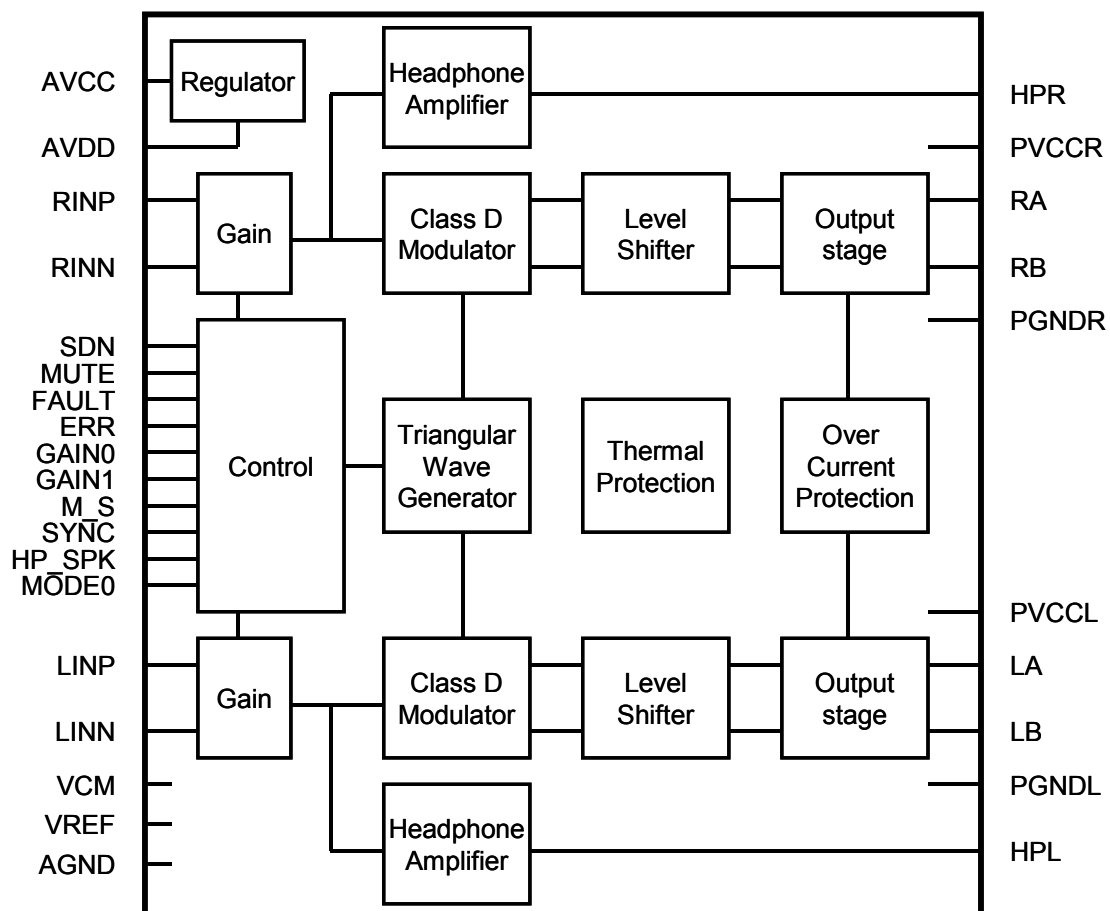 AVCC
AVDD
RINP
RINN
SDN
MUTE
FAULT
ERR
GAIN0
GAIN1
M_S
SYNC
HP_SPK
MODE0
LINP
LINN
VCM
VREF
AGND
Regulator
Headphone
Amplifier
Gain
Class D
Modulator
Level
Shifter
Output
stage
Control
Triangular
Wave
Generator
Thermal
Protection
Over
Current
Protection
Gain
Class D
Modulator
Level
Shifter
Output
stage
Headphone
Amplifier
HPR
PVCCR
RA
RB
PGNDR
PVCCL
LA
LB
PGNDL
HPL